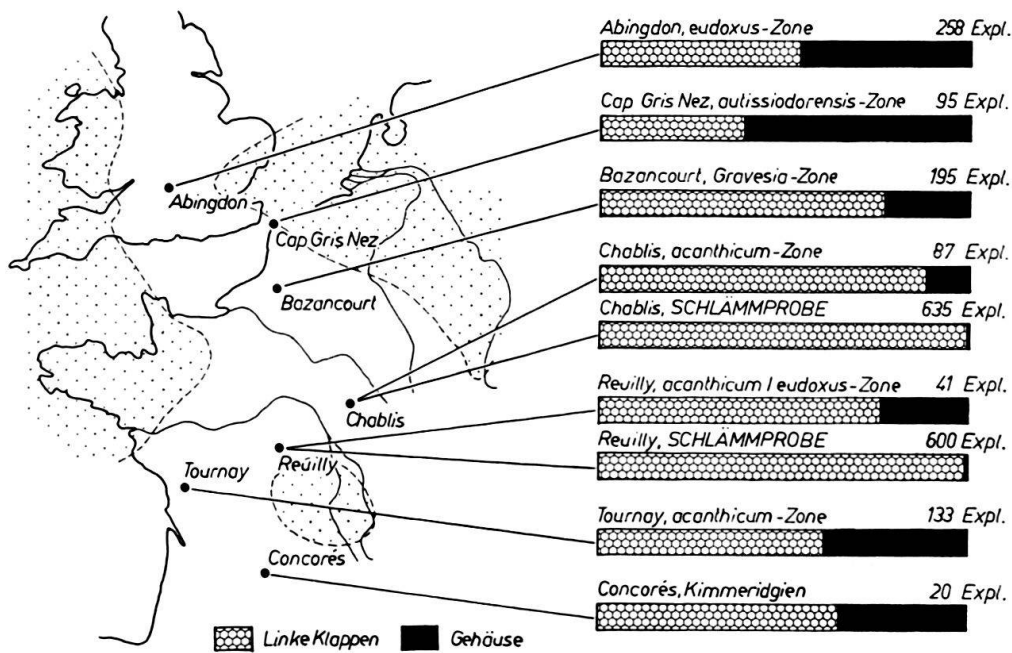 Abingdon, eudoxus-Zone 258 Expl.
Cap Gris Nez, autissiodorensis-Zone 95 Expl.
Bazancourt, Gravesia-Zone 195 Expl.
Chablis, acanthicum-Zone 87 Expl.
Chablis, SCHLÄMMPROBE 635 Expl.
Reuilly, acanthicum / eudoxus-Zone 41 Expl.
Reuilly, SCHLÄMMPROBE 600 Expl.
Tournay, acanthicum-Zone 133 Expl.
Concorés, Kimmeridgien 20 Expl.
Abingdon
Cap Gris Nez
Bazancourt
Chablis
Reuilly
Tournay
Concorés
Linke Klappen
Gehäuse